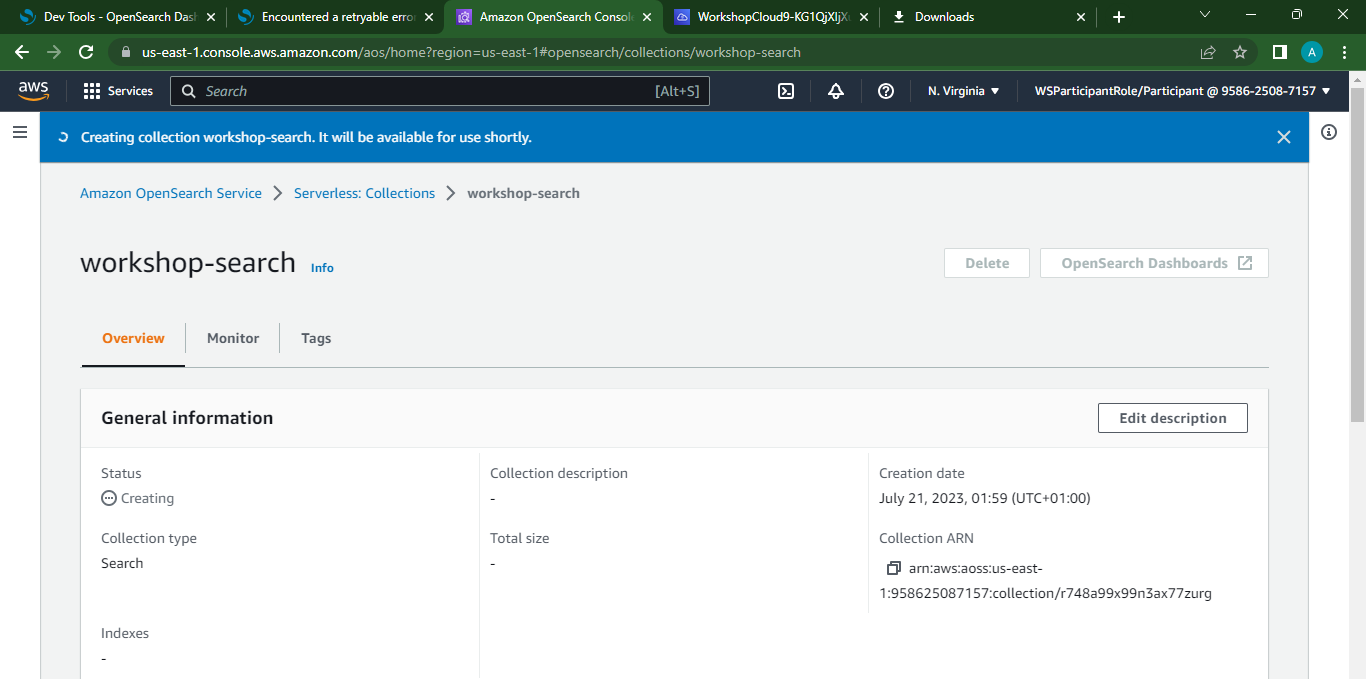 Dev Tools - OpenSearch Dash
Encountered a retryable error
Amazon OpenSearch Console
WorkshopCloud9-KG1QjXljX
Downloads
us-east-1.console.aws.amazon.com/aos/home?region=us-east-1#opensearch/collections/workshop-search
A
aws
Services
Search
[Alt+S]
N. Virginia
WSParticipantRole/Participant @ 9586-2508-7157
Creating collection workshop-search. It will be available for use shortly.
Amazon OpenSearch Service
Serverless: Collections
workshop-search
workshop-search
Info
Delete
OpenSearch Dashboards
Overview
Monitor
Tags
General information
Edit description
Status
Creating
Collection type
Search
Indexes
-
Collection description
-
Total size
-
Creation date
July 21, 2023, 01:59 (UTC+01:00)
Collection ARN
arn:aws:aoss:us-east-
1:958625087157:collection/r748a99x99n3ax77zurg